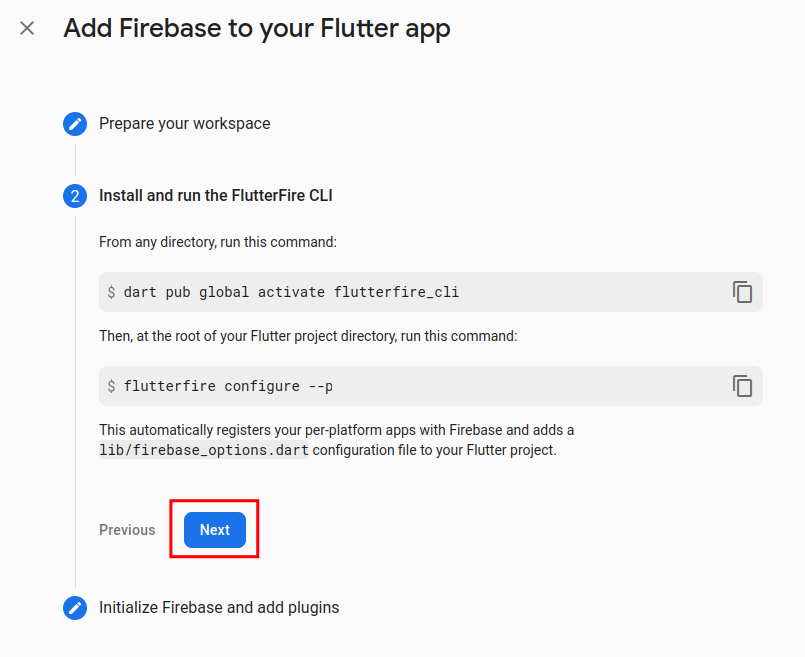 Add Firebase to your Flutter app
Prepare your workspace
2 Install and run the FlutterFire CLI
From any directory, run this command:
$ dart pub global activate flutterfire_cli
Then, at the root of your Flutter project directory, run this command:
$ flutterfire configure --p
This automatically registers your per-platform apps with Firebase and adds a
lib/firebase_options.dart configuration file to your Flutter project.
Previous Next
Initialize Firebase and add plugins